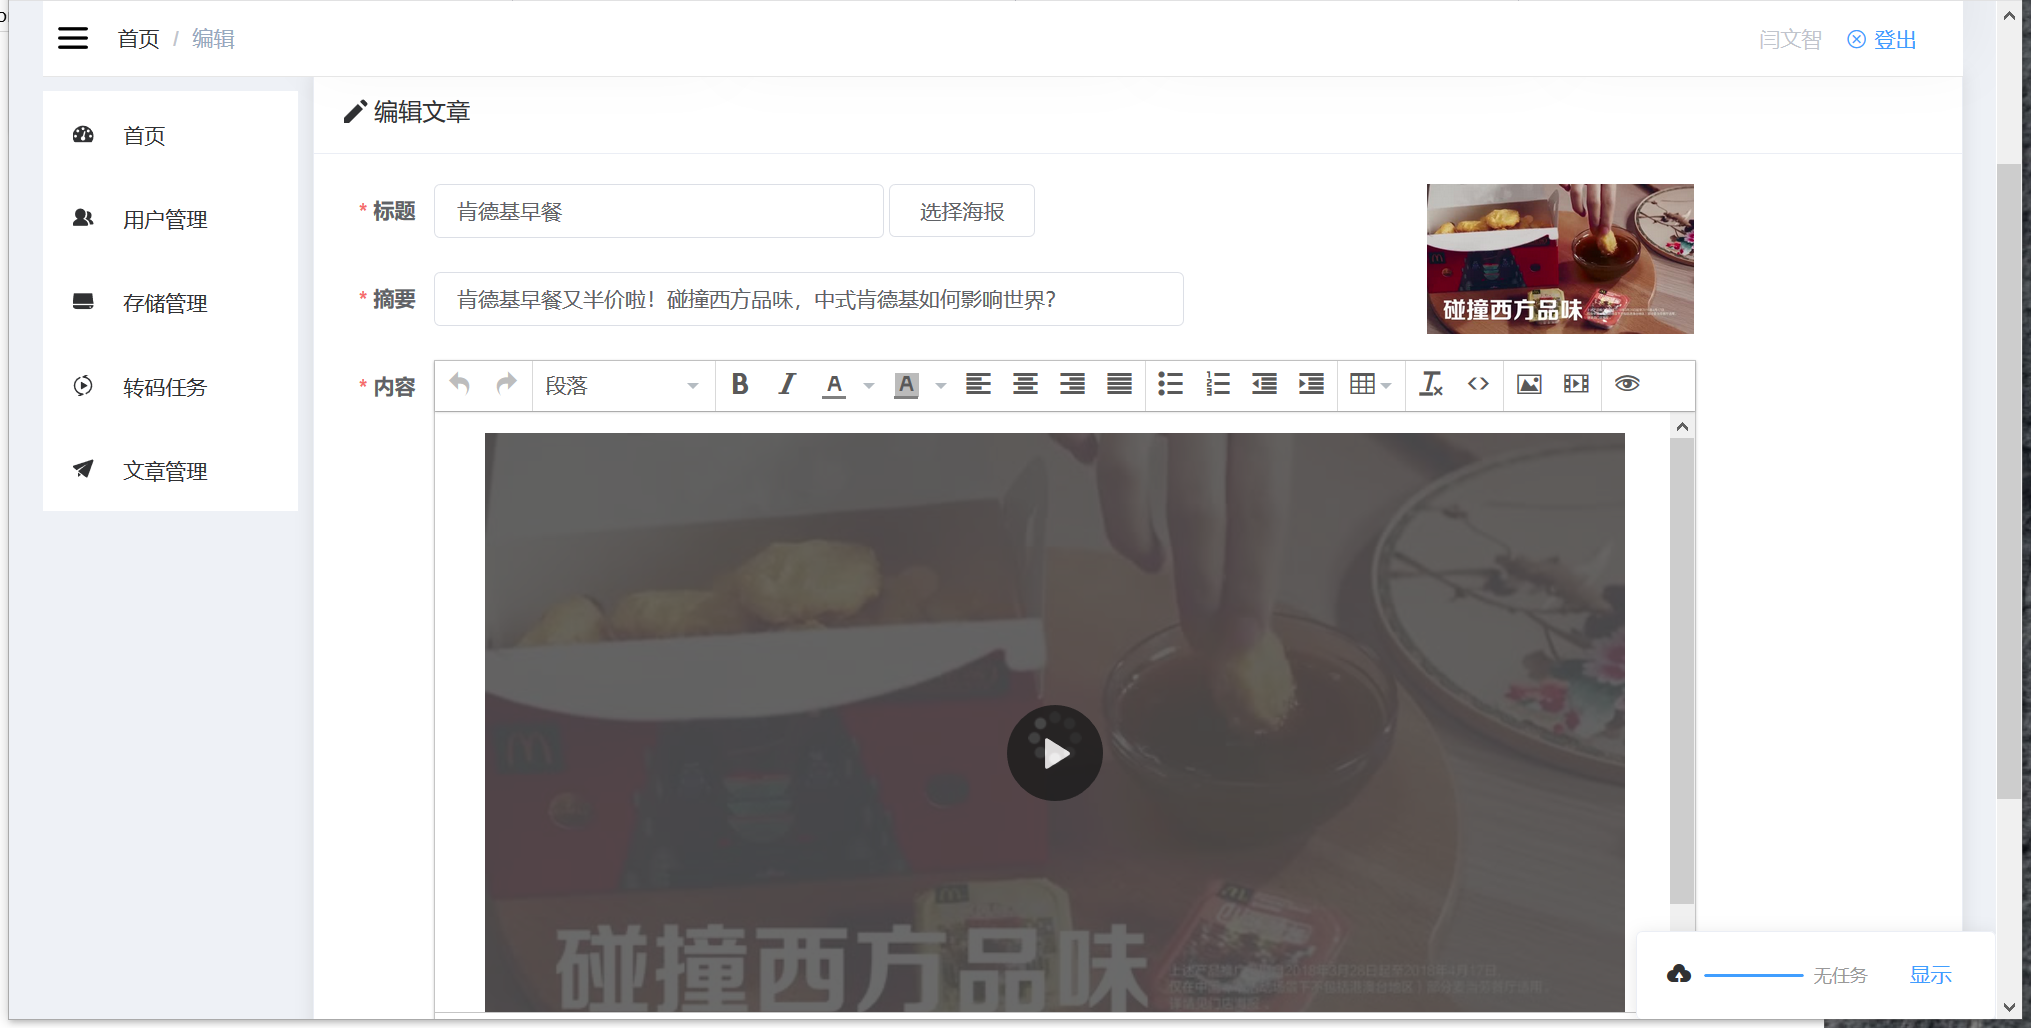 首页 / 编辑
闫文智
登出
首页
用户管理
存储管理
转码任务
文章管理
编辑文章
* 标题
肯德基早餐
选择海报
碰撞西方品味
* 摘要
肯德基早餐又半价啦！碰撞西方品味，中式肯德基如何影响世界？
* 内容
段落
碰撞西方品味
无任务
显示